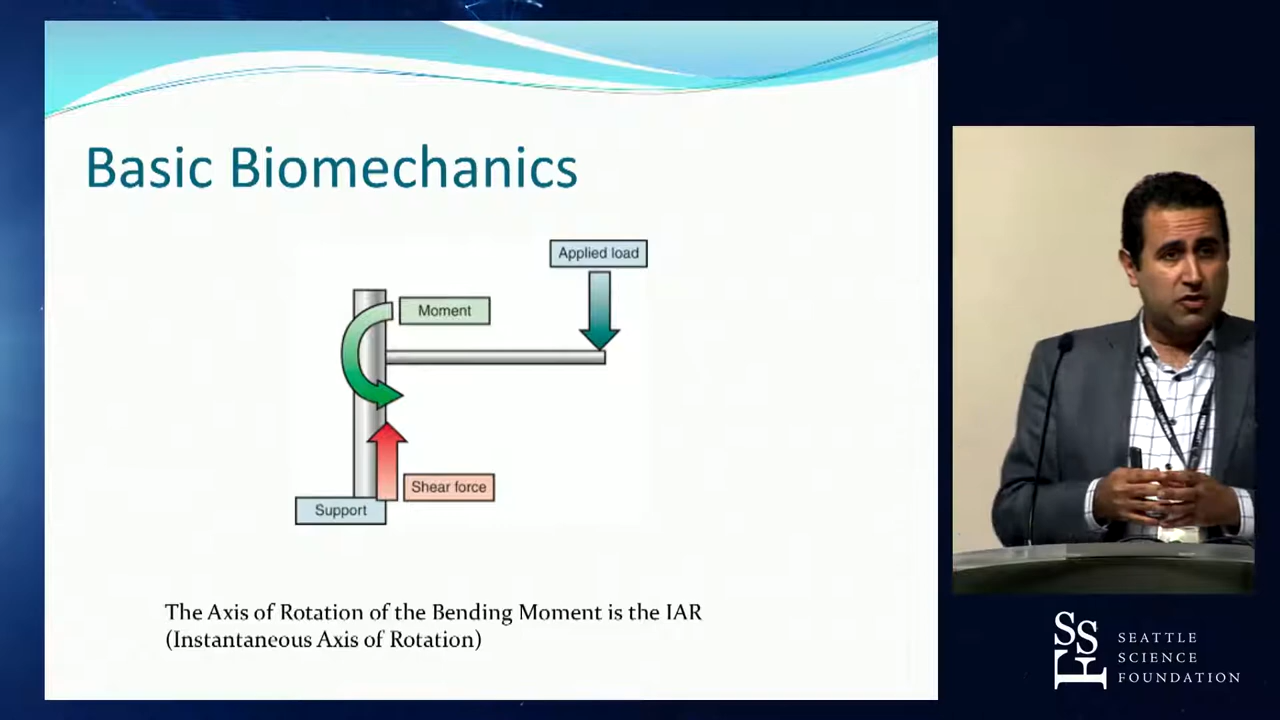 Basic Biomechanics
Applied load
Moment
Shear force
Support
The Axis of Rotation of the Bending Moment is the IAR
(Instantaneous Axis of Rotation)
SSF
SEATTLE
SCIENCE
FOUNDATION